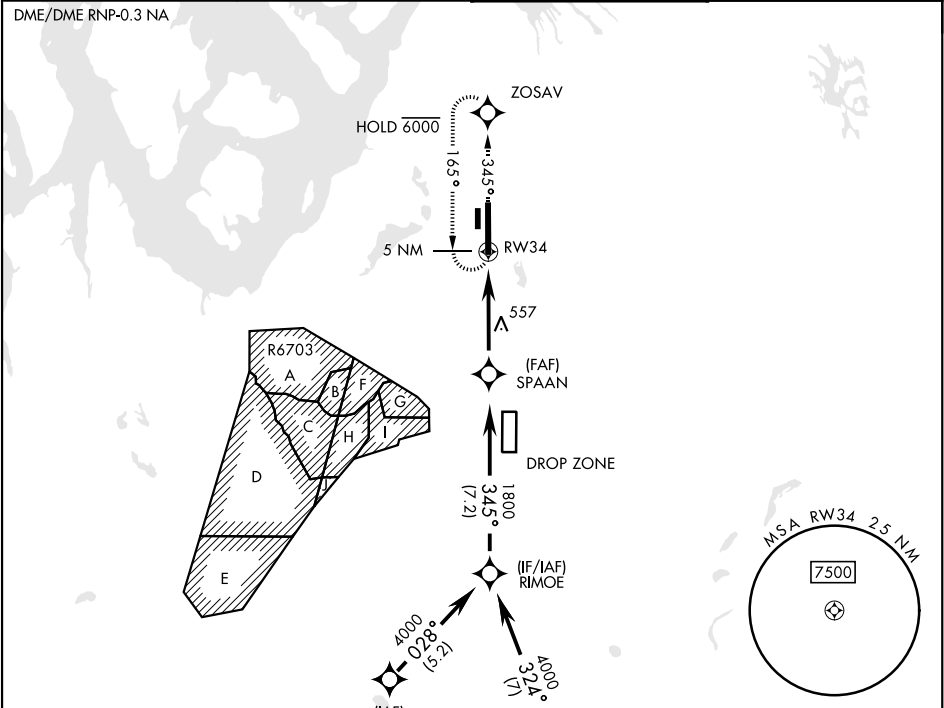 DME/DME RNP-0.3 NA
ZOSAV
HOLD 6000
165°
345°
5 NM
RW34
557
(FAF)
SPAAN
R6703
A
B
F
G
C
H
I
D
J
E
DROP ZONE
1800
345°
(7.2)
(IF/IAF)
RIMOE
MSA RW34 25 NM
7500
4000
028°
(5.2)
4000
324°
(7)